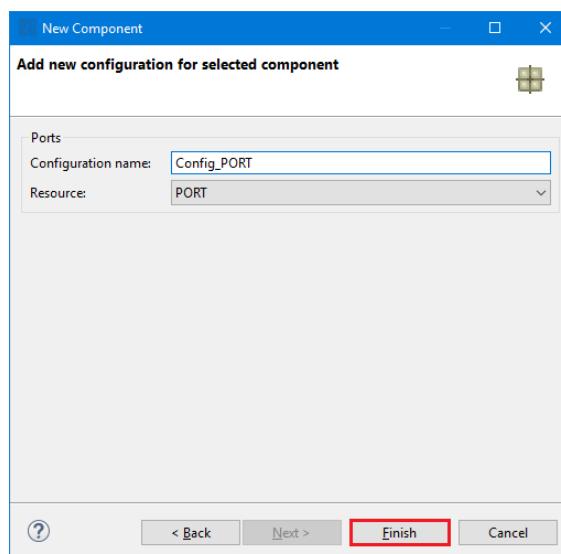 New Component
Add new configuration for selected component
Ports
Configuration name: Config_PORT
Resource: PORT
? < Back Next > Finish Cancel